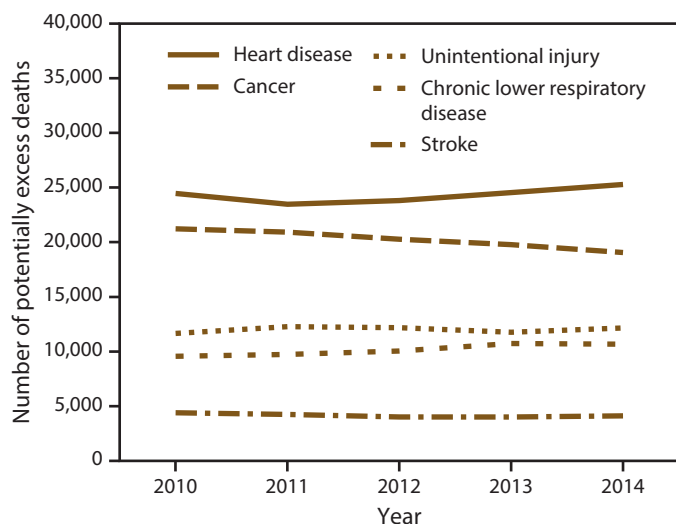 Number of potentially excess deaths
40,000
35,000
30,000
25,000
20,000
15,000
10,000
5,000
0
Heart disease
Cancer
Unintentional injury
Chronic lower respiratory
disease
Stroke
2010
2011
2012
2013
2014
Year